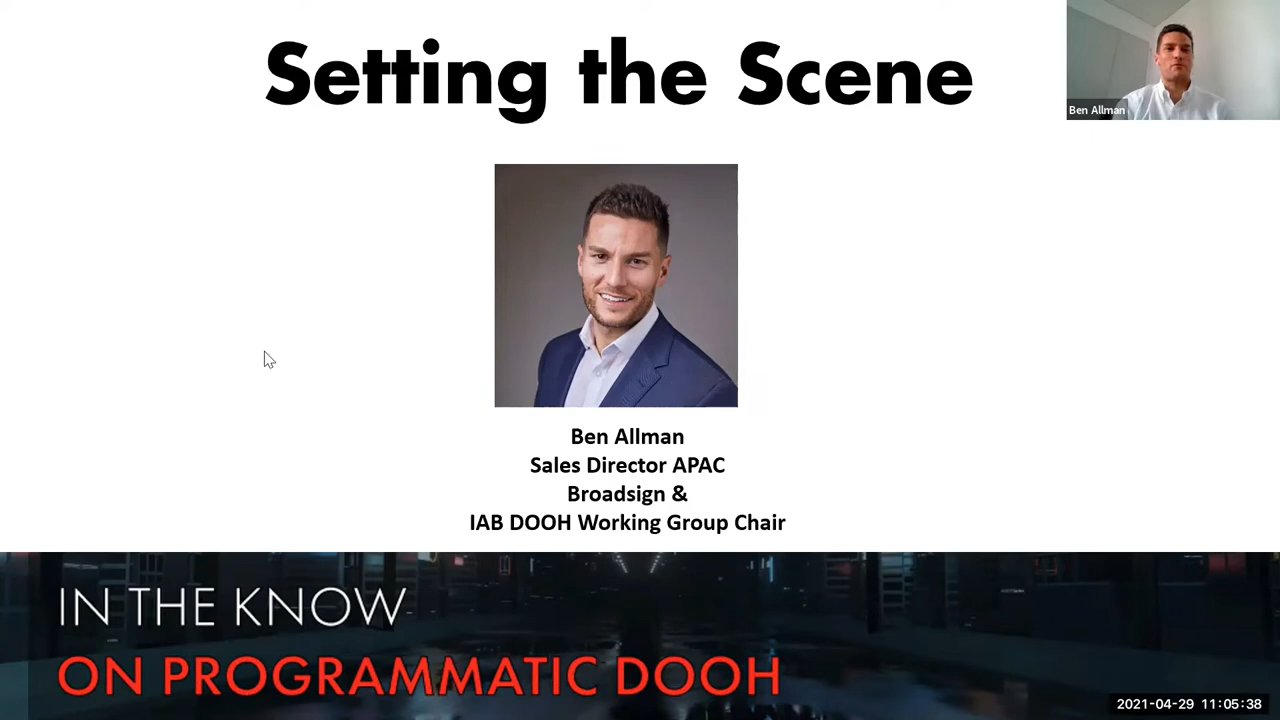 Setting the Scene
Ben Allman
Ben Allman
Sales Director APAC
Broadsign &
IAB DOOH Working Group Chair
IN THE KNOW
ON PROGRAMMATIC DOOH
2021-04-29 11:05:38